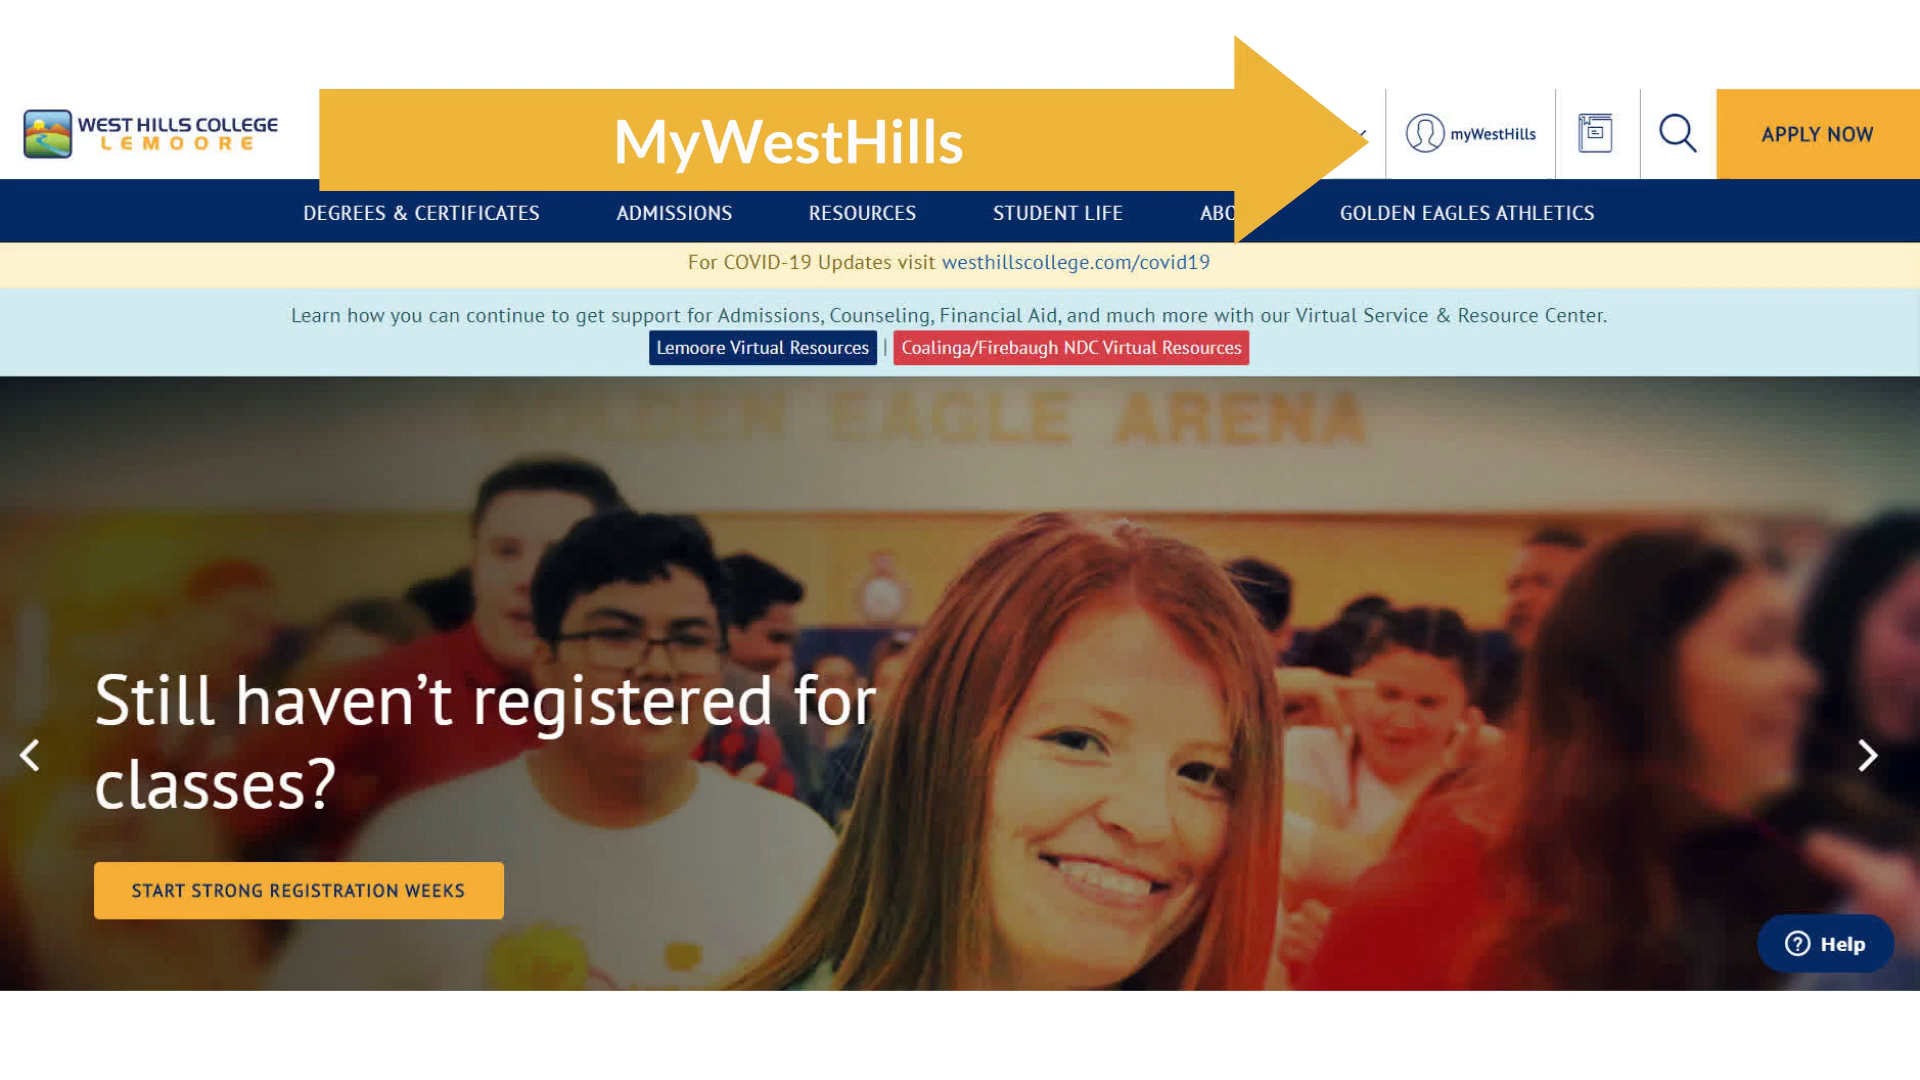 MyWestHills
WEST HILLS COLLEGE
LEMOORE
myWestHills
APPLY NOW
DEGREES & CERTIFICATES
ADMISSIONS
RESOURCES
STUDENT LIFE
GOLDEN EAGLES ATHLETICS
For COVID-19 Updates visit westhillscollege.com/covid19
Learn how you can continue to get support for Admissions, Counseling, Financial Aid, and much more with our Virtual Service & Resource Center.
Lemoore Virtual Resources | Coalinga/Firebaugh NDC Virtual Resources
GOLDEN EAGLE ARENA
Still haven't registered for
classes?
START STRONG REGISTRATION WEEKS
Help